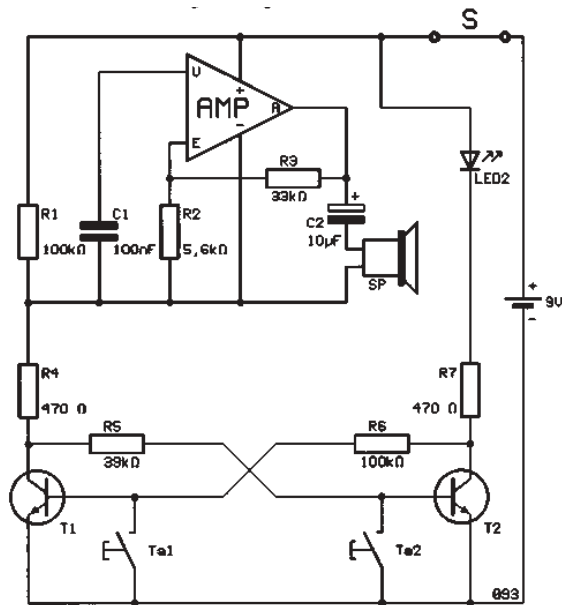 S
V
+
AMP
A
-
E
R3
33kΩ
LED2
+
R1
100kΩ
C1
100nF
R2
5,6kΩ
C2
10µF
SP
+
9V
-
R4
470 Ω
R7
470 Ω
R5
39kΩ
R6
100kΩ
T1
Ta1
Ta2
T2
093